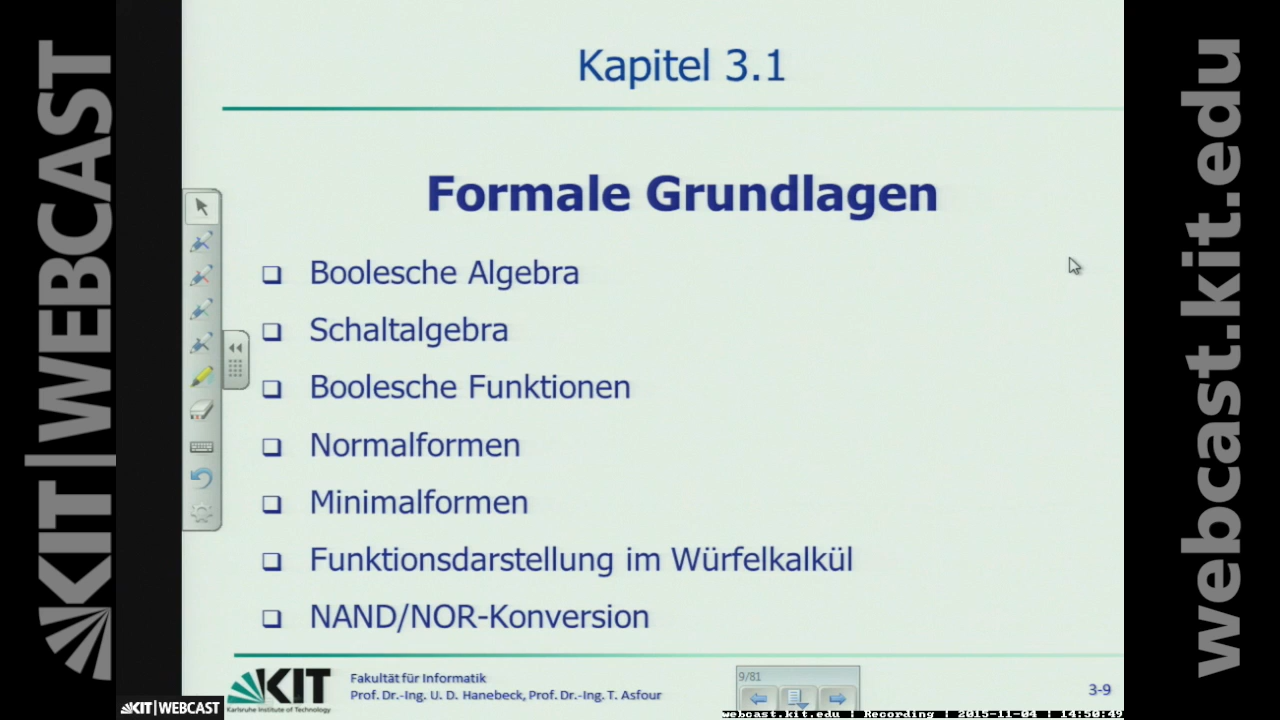 Kapitel 3.1
Formale Grundlagen
Boolesche Algebra
Schaltalgebra
Boolesche Funktionen
Normalformen
Minimalformen
Funktionsdarstellung im Würfelkalkül
NAND/NOR-Konversion
KIT
Karlsruhe Institute of Technology
Fakultät für Informatik
Prof. Dr.-Ing. U. D. Hanebeck, Prof. Dr.-Ing. T. Asfour
9/81
3-9
KIT | WEBCAST
webcast.kit.edu | Recording | 2015-11-04 | 14:50:49
KIT | WEBCAST
webcast.kit.edu